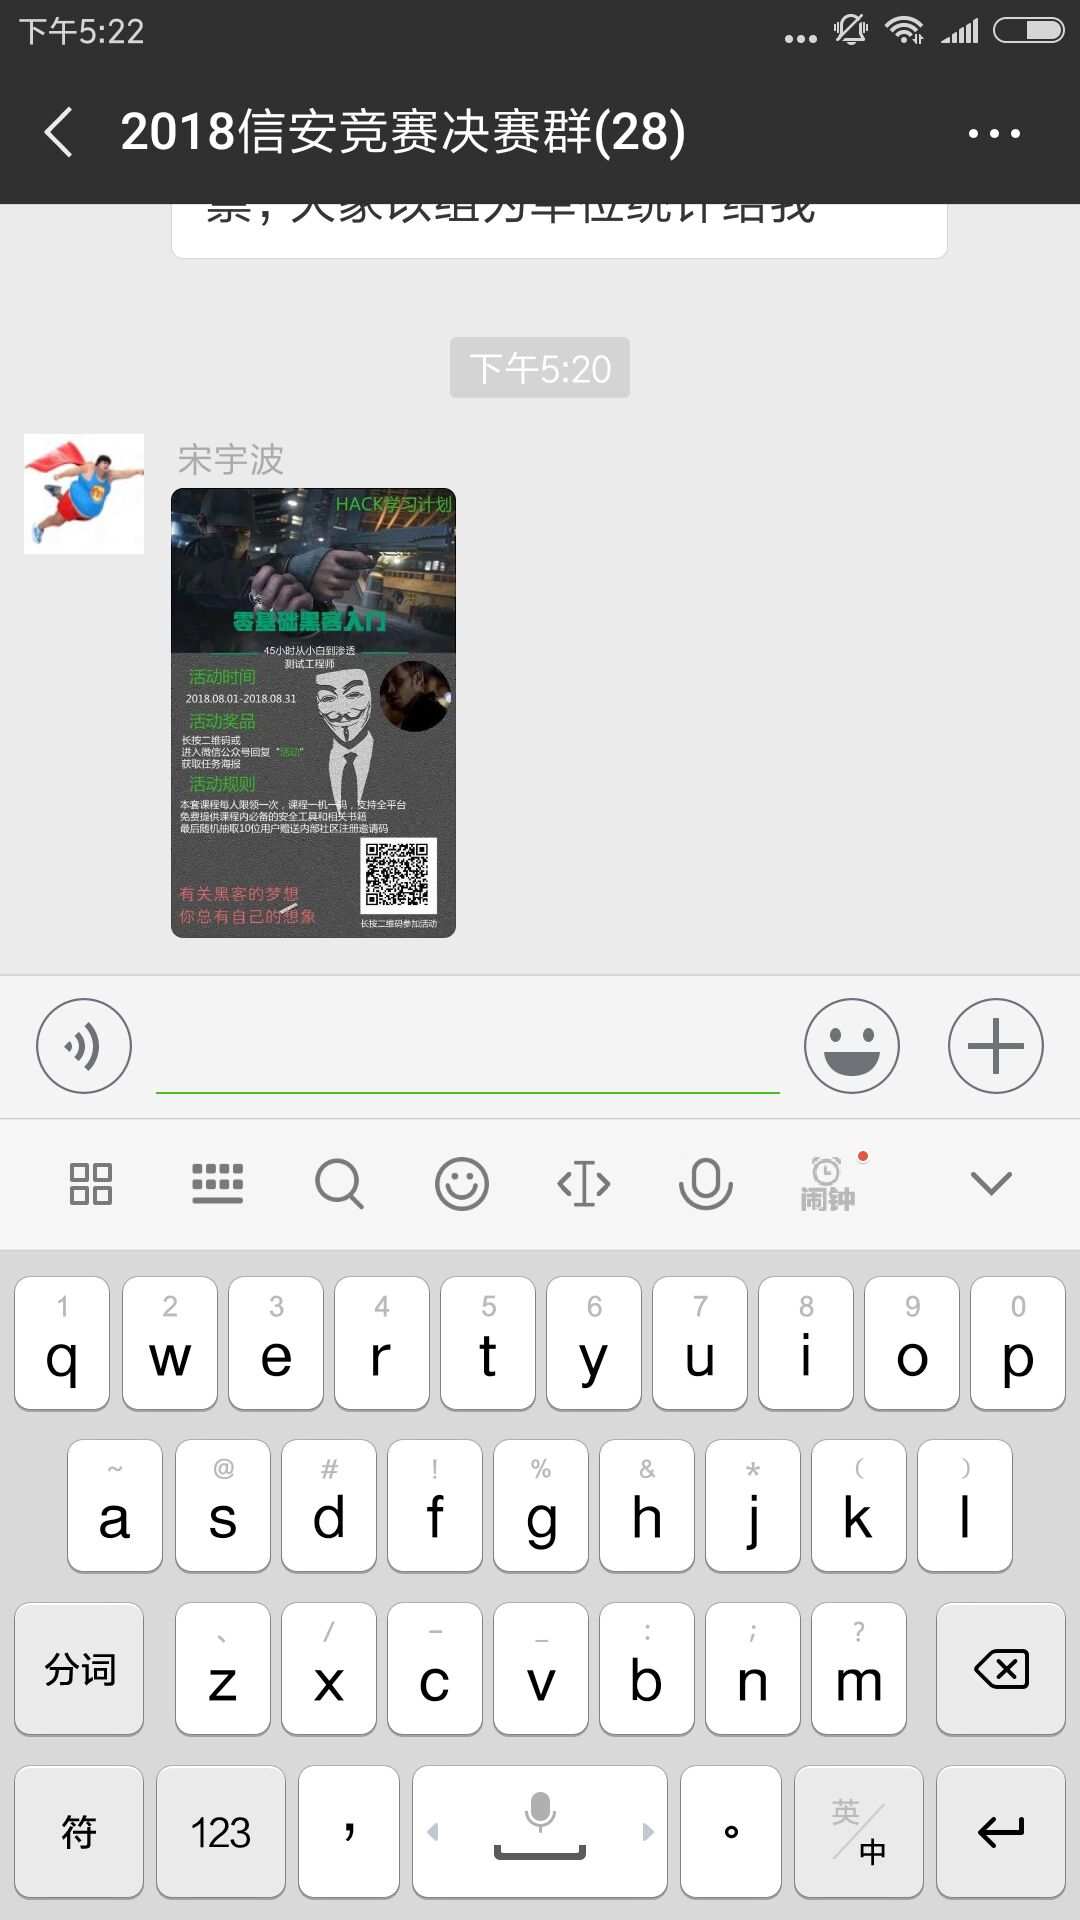 下午5:22
2018信安竞赛决赛群(28)
票，大家以组为单位统计给我
下午5:20
宋宇波
HACK学习计划
零基础黑客入门
45小时从小白到渗透
测试工程师
活动时间
2018.08.01-2018.08.31
活动奖品
长按二维码或
进入微信公众号回复“活动”
获取任务海报
活动规则
本套课程每人限领一次，课程一机一码，支持全平台
免费提供课程内必备的安全工具和相关书籍
最后随机抽取10位用户赠送内部社区注册邀请码
有关黑客的梦想
你总有自己的想象
长按二维码参加活动
闹钟
1 2 3 4 5 6 7 8 9 0
q w e r t y u i o p
~ @ # ! % & * ( )
a s d f g h j k l
、 / - _ : ; ?
分词 z x c v b n m
符 123 ， 。 英/中